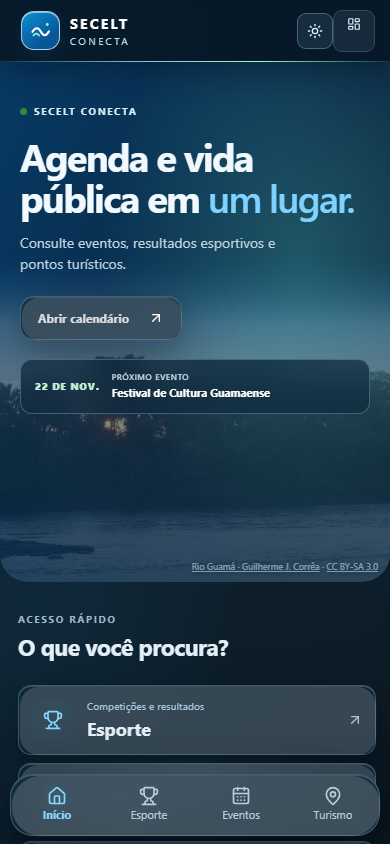 SECELT
CONECTA
SECELT CONECTA
Agenda e vida
pública em um lugar.
Consulte eventos, resultados esportivos e
pontos turísticos.
Abrir calendário
22 DE NOV.
PRÓXIMO EVENTO
Festival de Cultura Guamaense
Rio Guamá · Guilherme J. Corrêa · CC BY-SA 3.0
ACESSO RÁPIDO
O que você procura?
Competições e resultados
Esporte
Início
Esporte
Eventos
Turismo